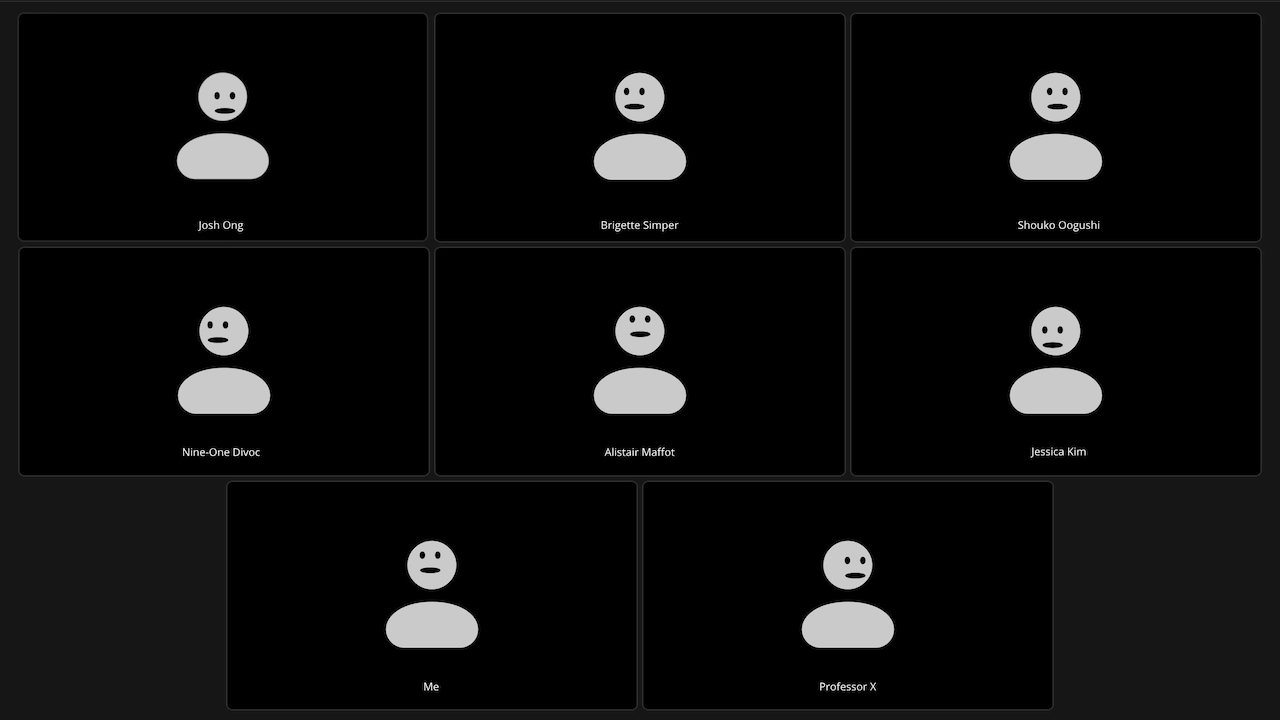 Josh Ong
Brigette Simper
Shouko Oogushi
Nine-One Divoc
Alistair Maffot
Jessica Kim
Me
Professor X